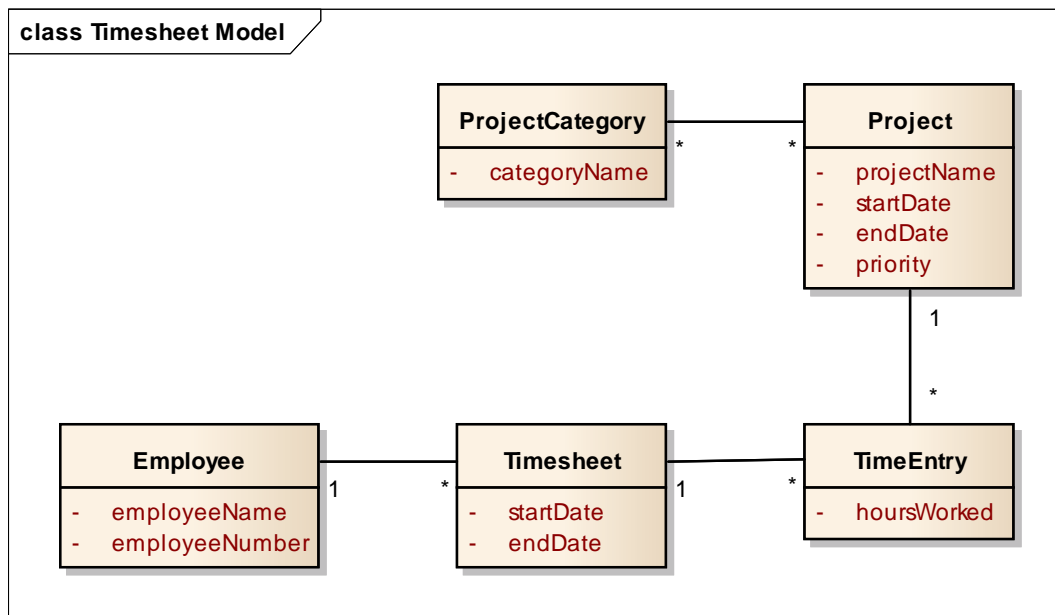 class Timesheet Model
ProjectCategory
- categoryName
Project
- projectName
- startDate
- endDate
- priority
* *
1
*
Employee
- employeeName
- employeeNumber
1 *
Timesheet
- startDate
- endDate
1 *
TimeEntry
- hoursWorked